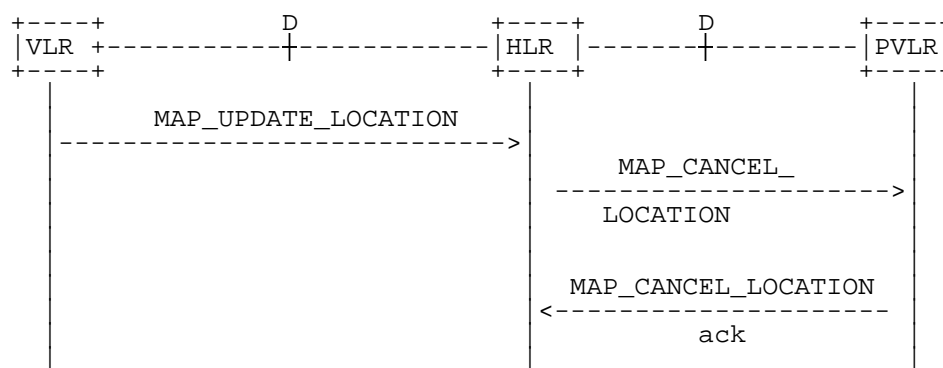 D D
VLR HLR PVLR
MAP_UPDATE_LOCATION
MAP_CANCEL_
LOCATION
MAP_CANCEL_LOCATION
ack